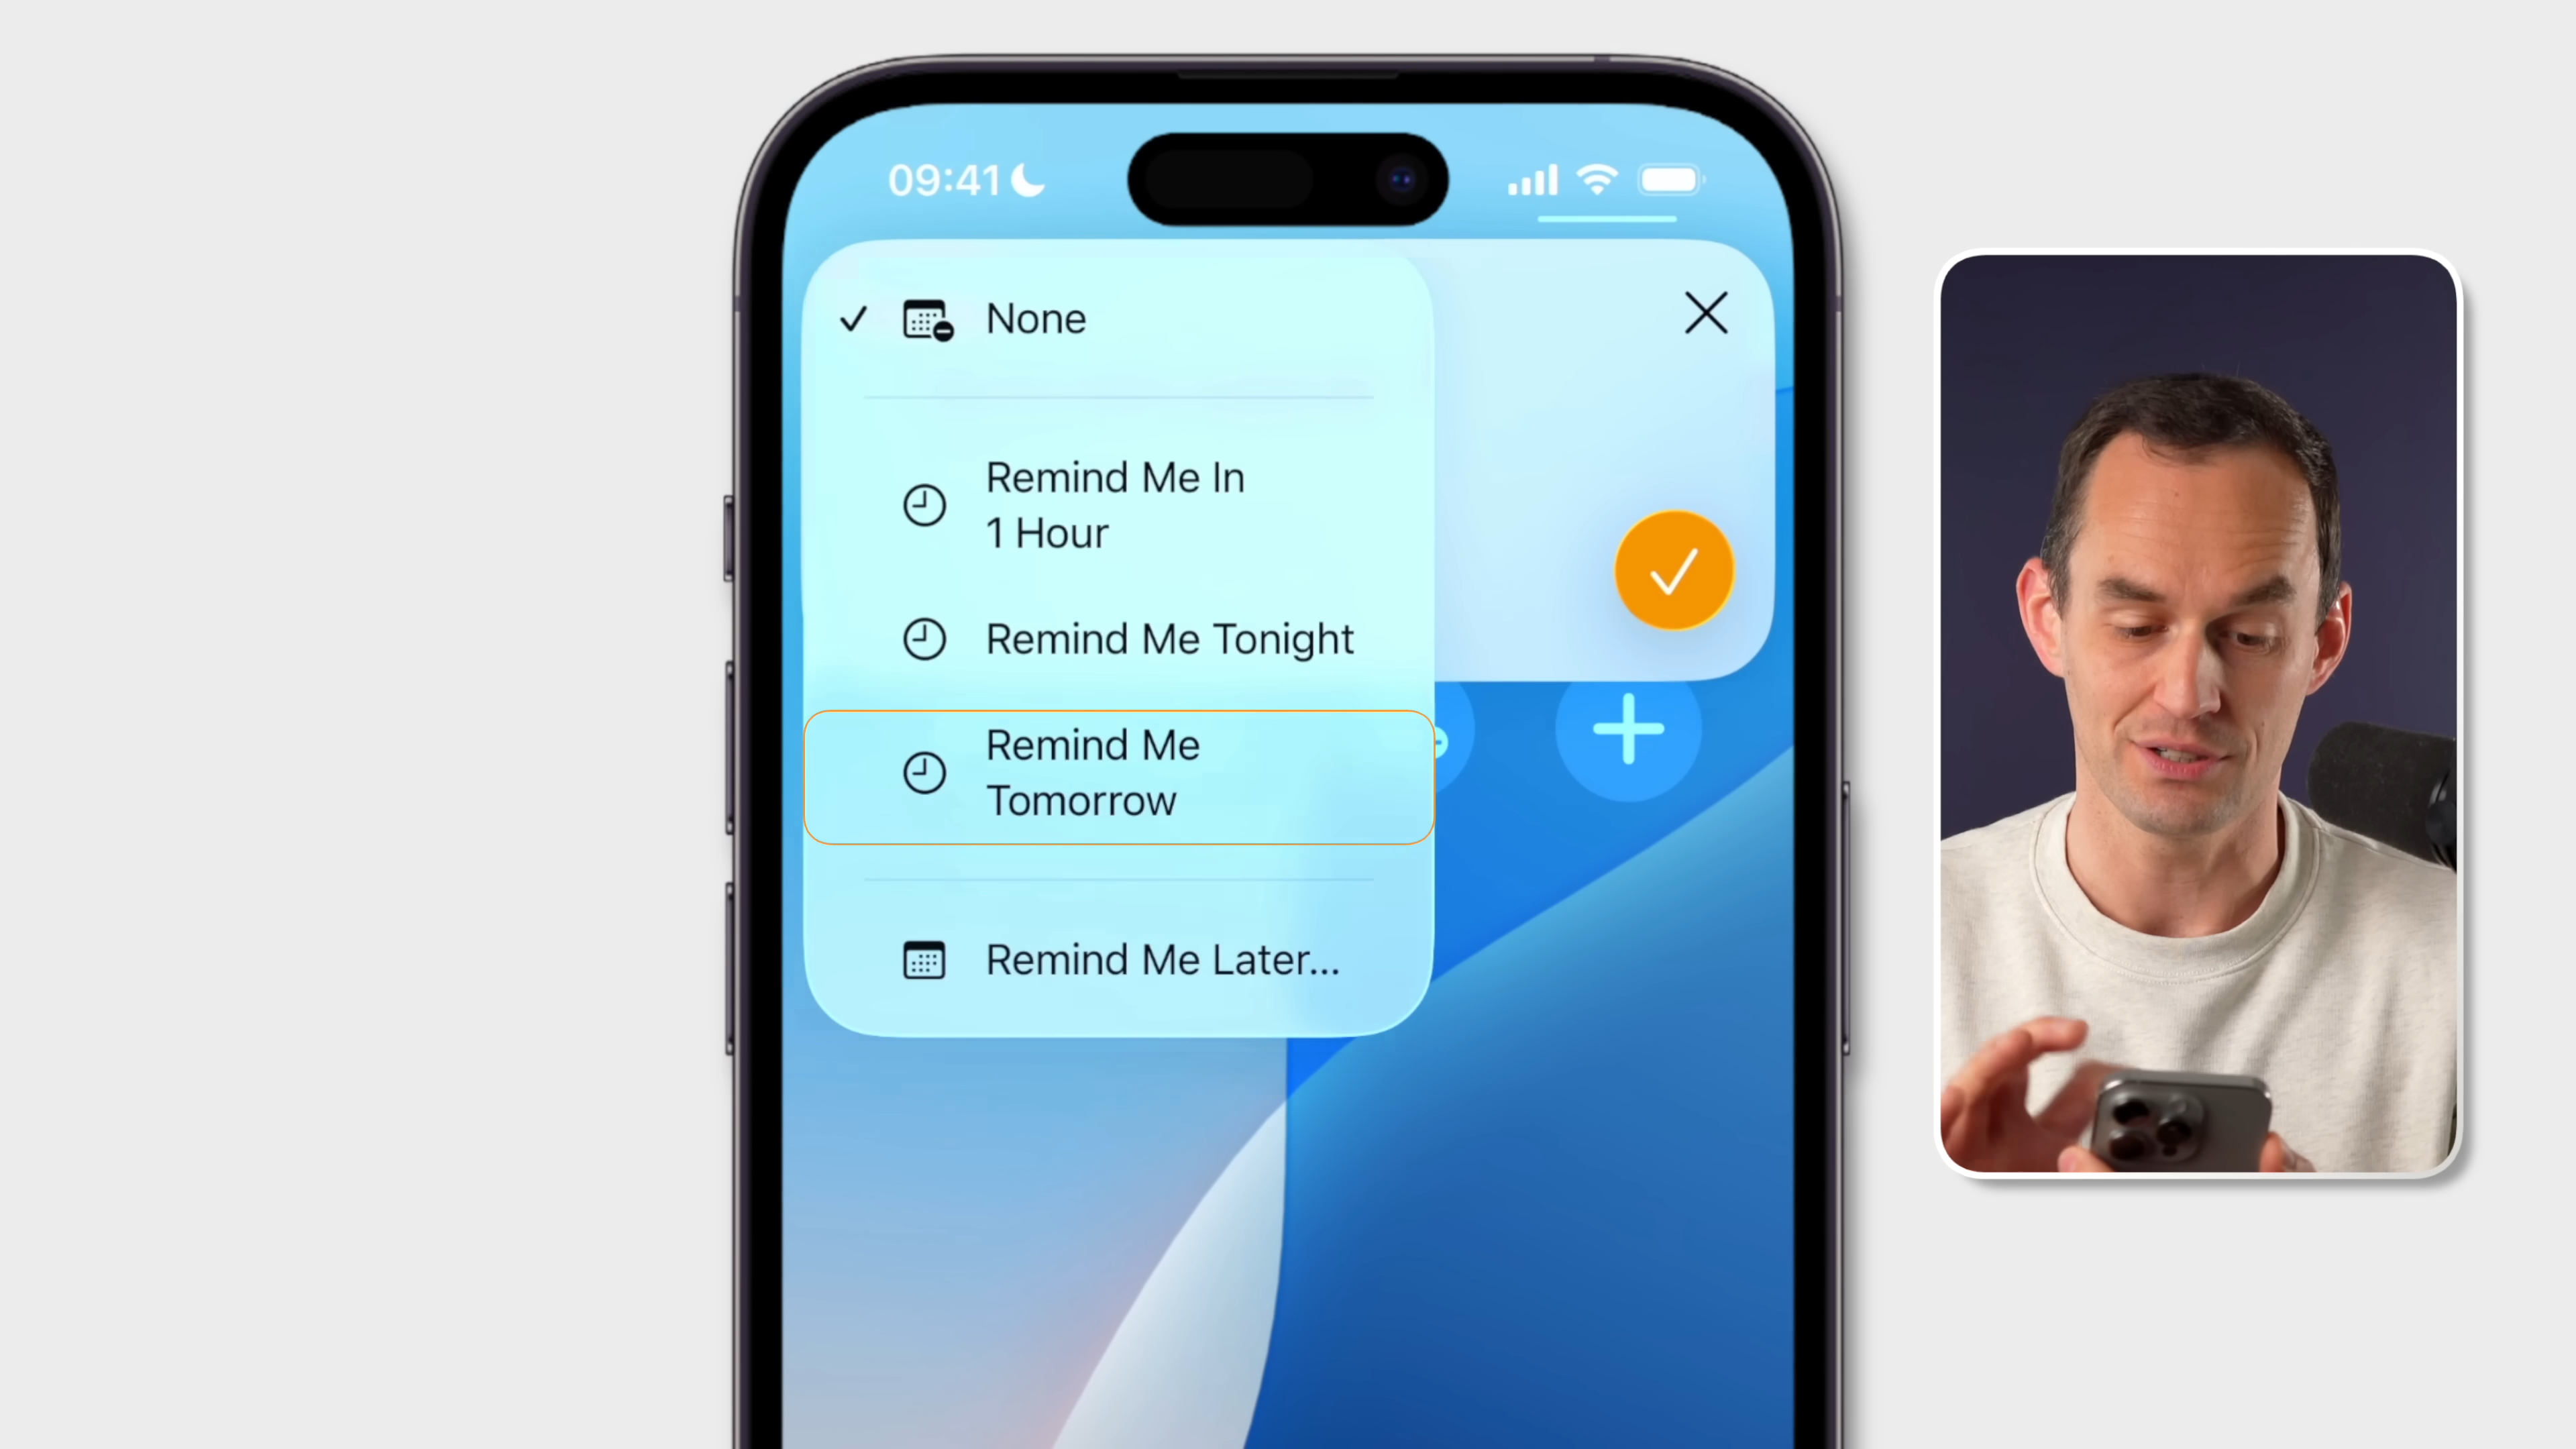 09:41
None
Remind Me In
1 Hour
Remind Me Tonight
Remind Me
Tomorrow
Remind Me Later...